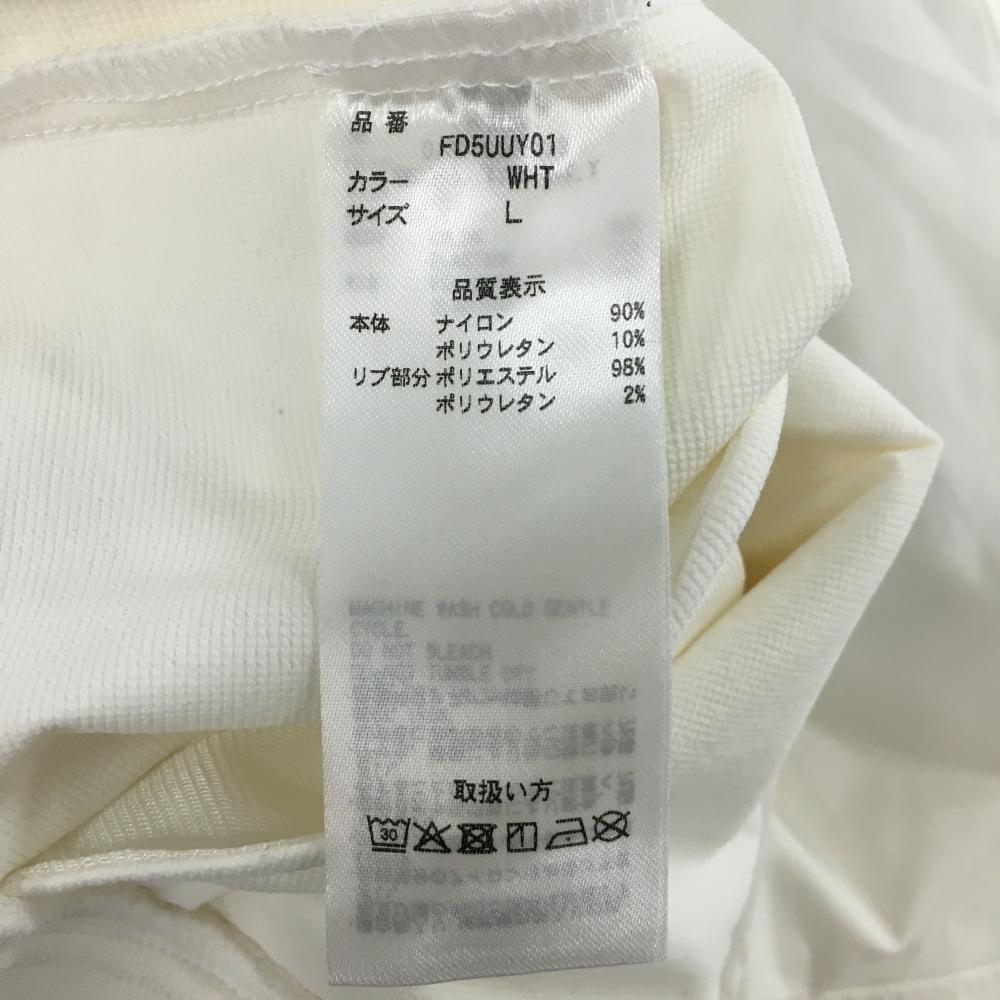 品番 FD5UUY01
カラー WHT
サイズ L
品質表示
本体 ナイロン 90%
ポリウレタン 10%
リブ部分 ポリエステル 98%
ポリウレタン 2%
MACHINE WASH COLD GENTLE
CYCLE.
DO NOT BLEACH
TUMBLE DRY
取扱い方
30